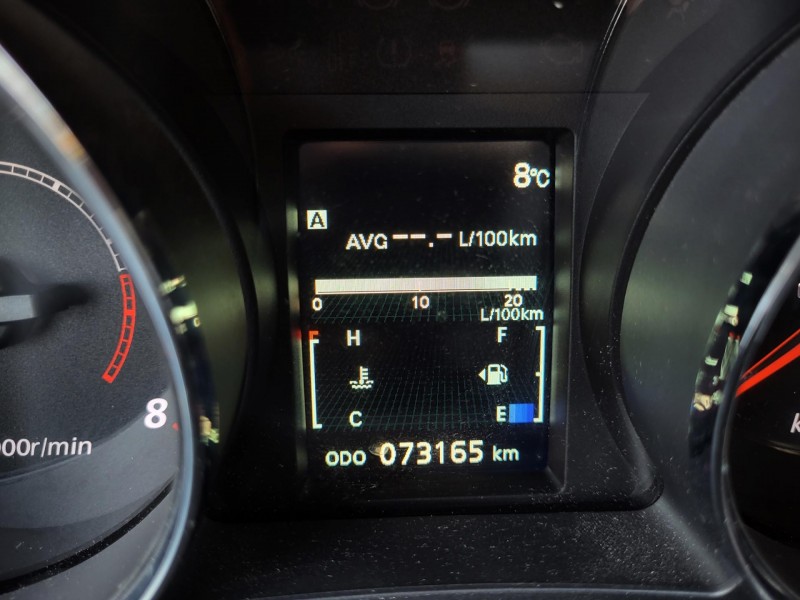 8°C
A
AVG --.- L/100km
0 10 20
L/100km
H F
C E
ODO 073165 km
8
000r/min
k